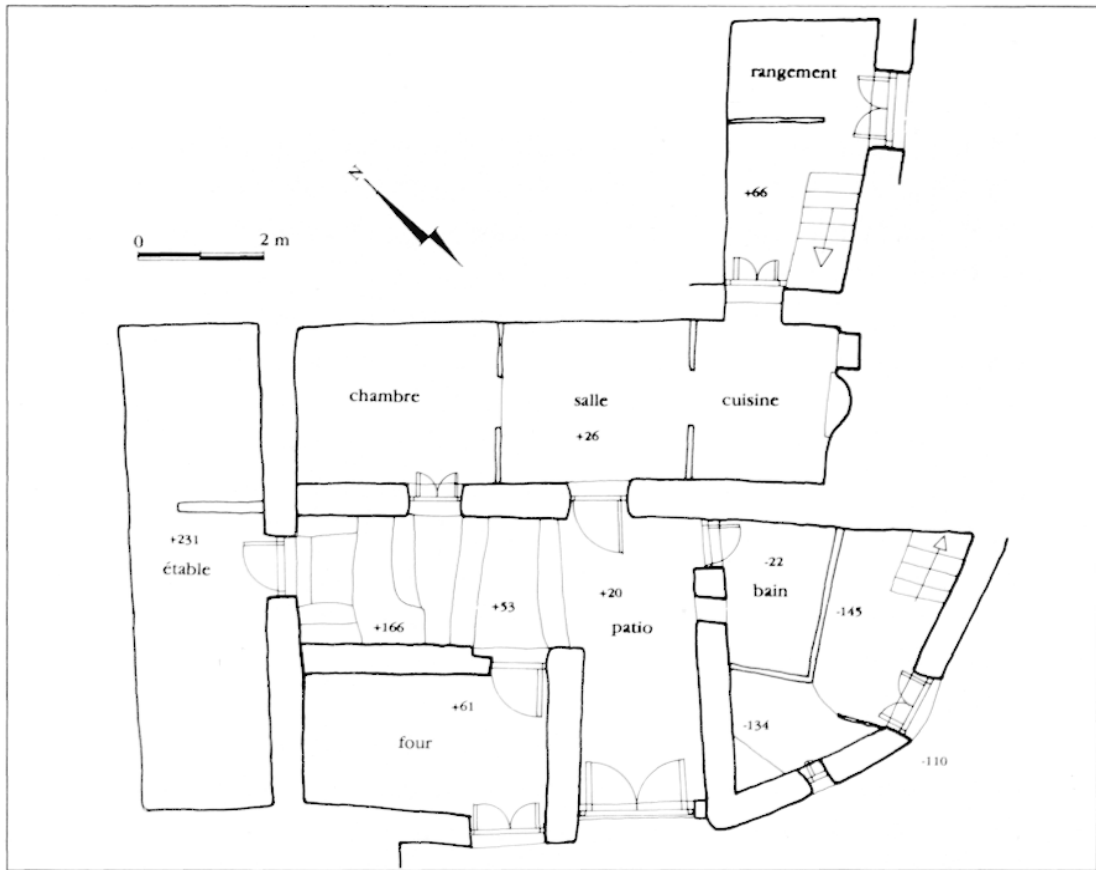 rangement
+66
N
0 2 m
chambre
salle
cuisine
+26
+231
étable
-22
bain
+53
+20
-145
+166
patio
+61
-134
four
-110